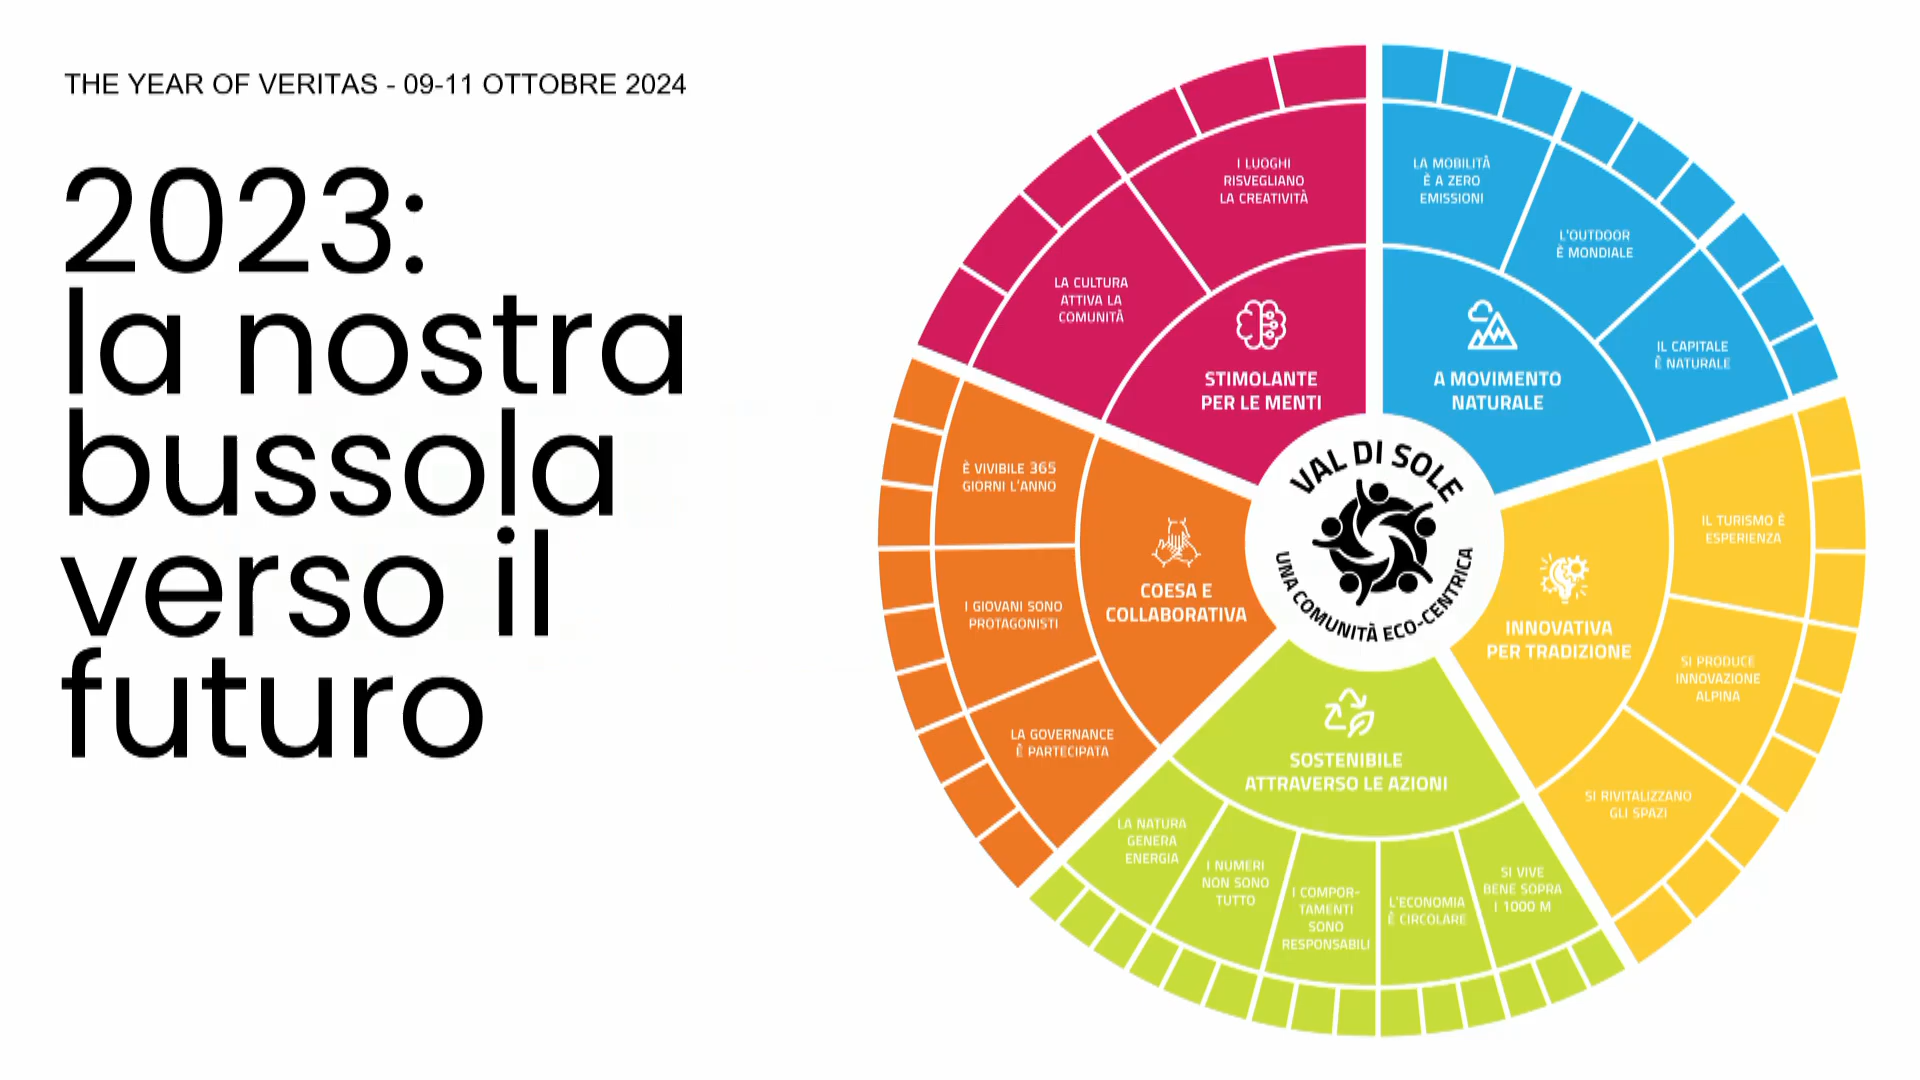 THE YEAR OF VERITAS - 09-11 OTTOBRE 2024
2023:
la nostra
bussola
verso il
futuro
I LUOGHI
RISVEGLIANO
LA CREATIVITÀ
LA CULTURA
ATTIVA LA
COMUNITÀ
STIMOLANTE
PER LE MENTI
LA MOBILITÀ
È A ZERO
EMISSIONI
L'OUTDOOR
È MONDIALE
IL CAPITALE
È NATURALE
A MOVIMENTO
NATURALE
VAL DI SOLE
UNA COMUNITÀ ECO-CENTRICA
È VIVIBILE 365
GIORNI L'ANNO
I GIOVANI SONO
PROTAGONISTI
LA GOVERNANCE
È PARTECIPATA
COESA E
COLLABORATIVA
IL TURISMO È
ESPERIENZA
SI PRODUCE
INNOVAZIONE
ALPINA
SI RIVITALIZZANO
GLI SPAZI
INNOVATIVA
PER TRADIZIONE
SOSTENIBILE
ATTRAVERSO LE AZIONI
LA NATURA
GENERA
ENERGIA
I NUMERI
NON SONO
TUTTO
I COMPOR-
TAMENTI
SONO
RESPONSABILI
L'ECONOMIA
È CIRCOLARE
SI VIVE
BENE SOPRA
I 1000 M